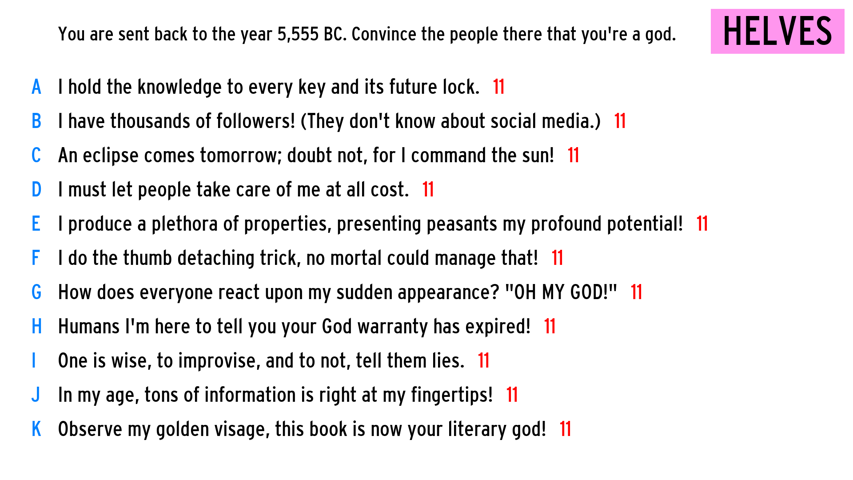 You are sent back to the year 5,555 BC. Convince the people there that you're a god.
HELVES
A I hold the knowledge to every key and its future lock. 11
B I have thousands of followers! (They don't know about social media.) 11
C An eclipse comes tomorrow; doubt not, for I command the sun! 11
D I must let people take care of me at all cost. 11
E I produce a plethora of properties, presenting peasants my profound potential! 11
F I do the thumb detaching trick, no mortal could manage that! 11
G How does everyone react upon my sudden appearance? "OH MY GOD!" 11
H Humans I'm here to tell you your God warranty has expired! 11
I One is wise, to improvise, and to not, tell them lies. 11
J In my age, tons of information is right at my fingertips! 11
K Observe my golden visage, this book is now your literary god! 11